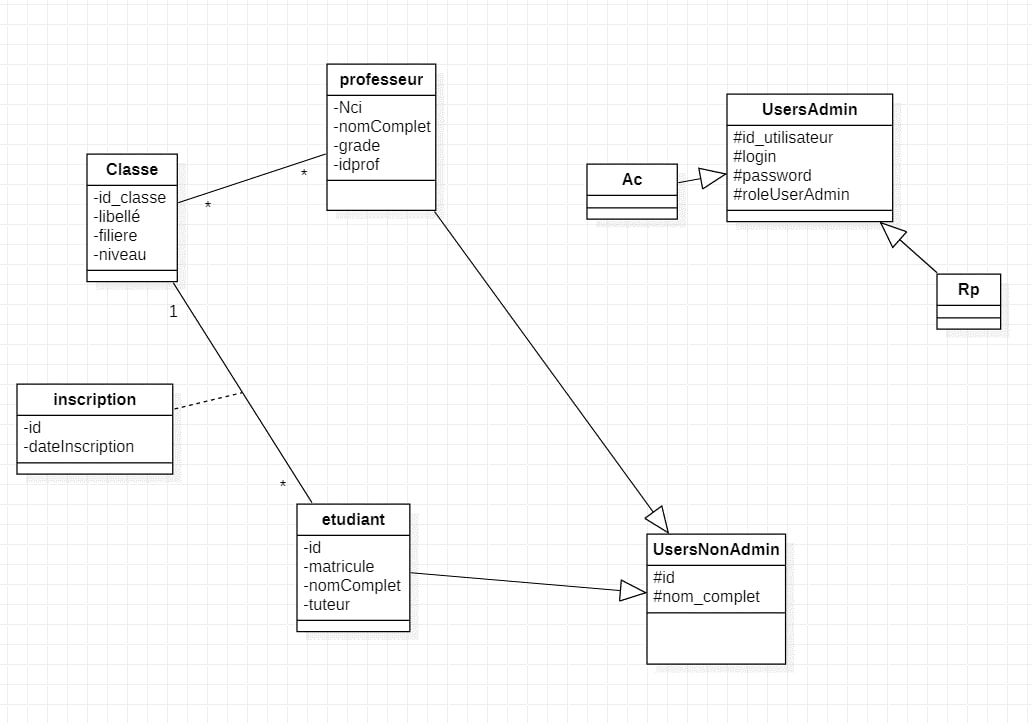 professeur
-Nci
-nomComplet
-grade
-idprof
UsersAdmin
#id_utilisateur
#login
#password
#roleUserAdmin
Classe
-id_classe
-libellé
-filiere
-niveau
*
*
Ac
Rp
1
inscription
-id
-dateInscription
*
etudiant
-id
-matricule
-nomComplet
-tuteur
UsersNonAdmin
#id
#nom_complet